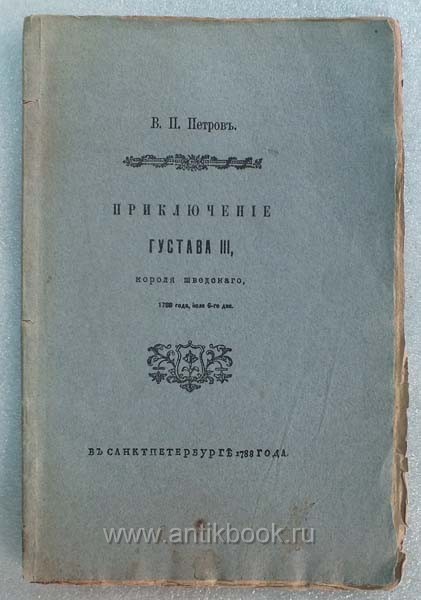 В. П. Петровъ.
ПРИКЛЮЧЕНІЕ
ГУСТАВА III,
короля шведскаго,
1788 года, іюля 6-го дня.
ВЪ САНКТПЕТЕРБУРГѢ 1788 ГОДА.
www.antikbook.ru